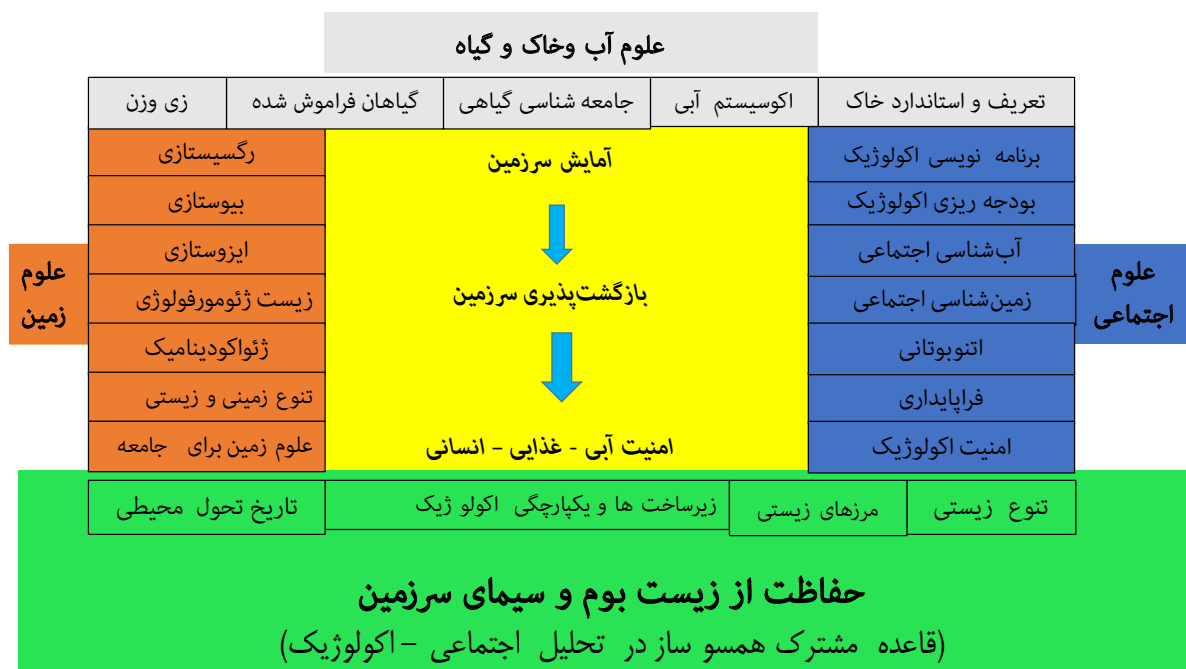 علوم آب وخاک و گیاه
تعریف و استاندارد خاک
اکوسیستم آبی
جامعه شناسی گیاهی
گیاهان فراموش شده
زی وزن
علوم
اجتماعی
برنامه نویسی اکولوژیک
بودجه ریزی اکولوژیک
آب‌شناسی اجتماعی
زمین‌شناسی اجتماعی
اتنوبوتانی
فراپایداری
امنیت اکولوژیک
آمایش سرزمین
بازگشت‌پذیری سرزمین
امنیت آبی - غذایی – انسانی
رگسیستازی
بیوستازی
ایزوستازی
زیست ژئومورفولوژی
ژئواکودینامیک
تنوع زمینی و زیستی
علوم زمین برای جامعه
علوم
زمین
تنوع زیستی
مرزهای زیستی
زیرساخت ها و یکپارچگی اکولو ژیک
تاریخ تحول محیطی
حفاظت از زیست بوم و سیمای سرزمین
(قاعده مشترک همسو ساز در تحلیل اجتماعی – اکولوژیک)